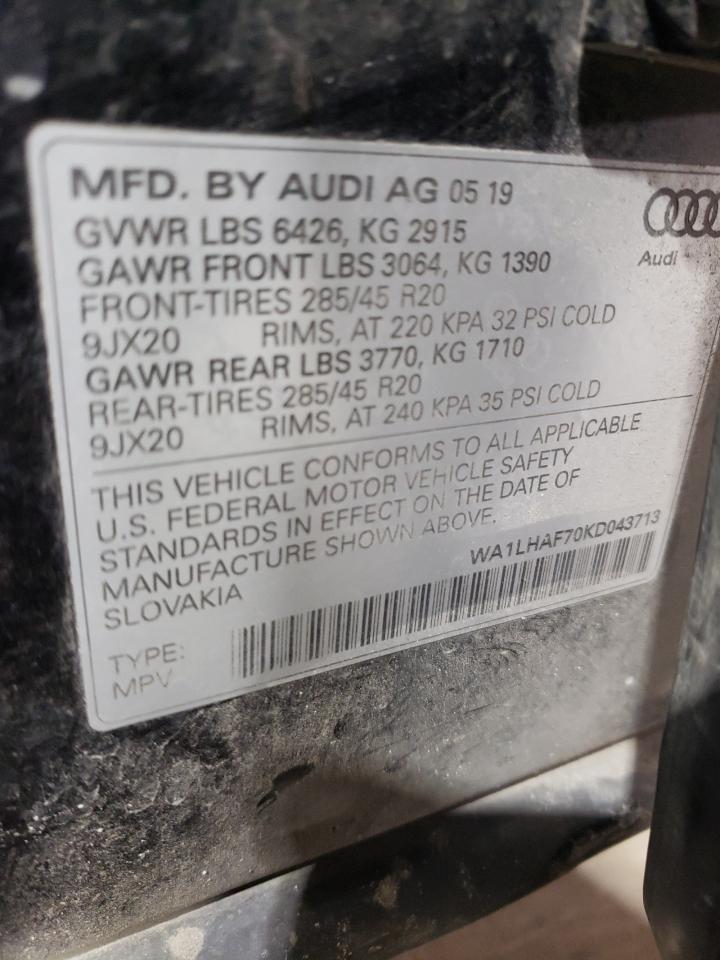 MFD. BY AUDI AG 05 19
GVWR LBS 6426, KG 2915
GAWR FRONT LBS 3064, KG 1390
FRONT-TIRES 285/45 R20
9JX20 RIMS, AT 220 KPA 32 PSI COLD
GAWR REAR LBS 3770, KG 1710
REAR-TIRES 285/45 R20
9JX20 RIMS, AT 240 KPA 35 PSI COLD
Audi
THIS VEHICLE CONFORMS TO ALL APPLICABLE
U.S. FEDERAL MOTOR VEHICLE SAFETY
STANDARDS IN EFFECT ON THE DATE OF
MANUFACTURE SHOWN ABOVE.
SLOVAKIA
WA1LHAF70KD043713
TYPE:
MPV